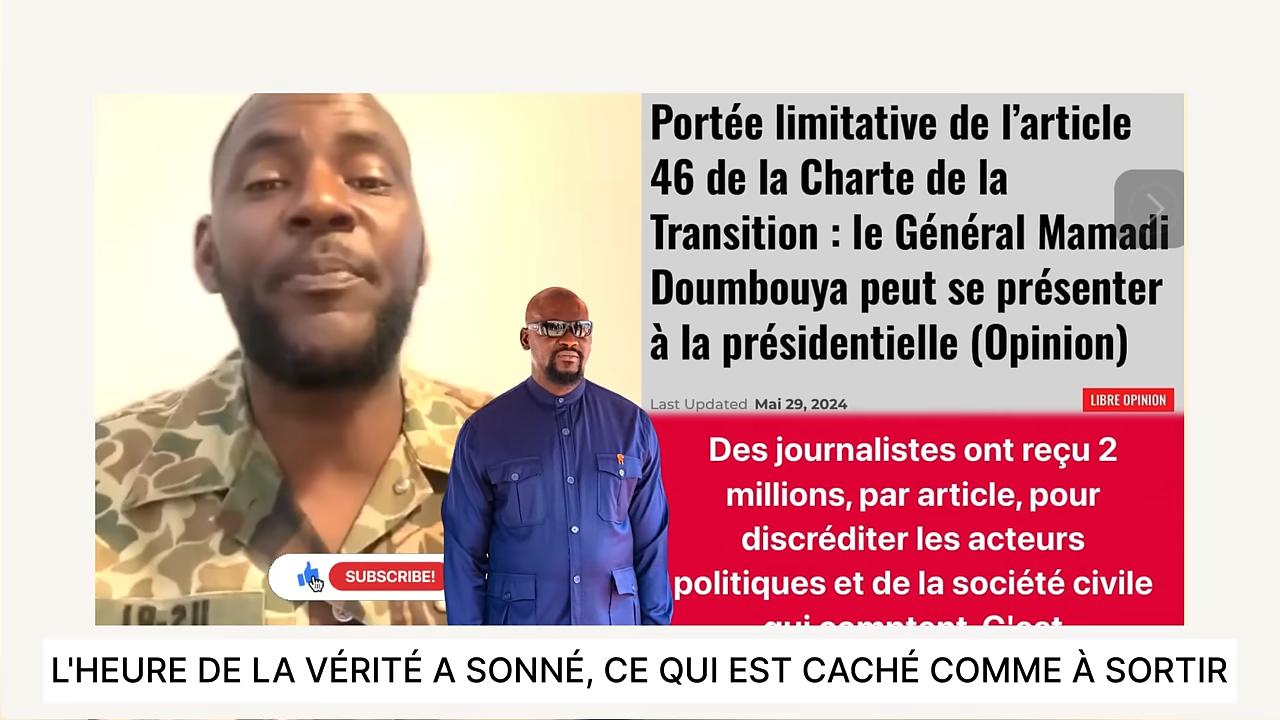 Portée limitative de l’article
46 de la Charte de la
Transition : le Général Mamadi
Doumbouya peut se présenter
à la présidentielle (Opinion)
Last Updated Mai 29, 2024
LIBRE OPINION
Des journalistes ont reçu 2
millions, par article, pour
discréditer les acteurs
politiques et de la société civile
qui comptent. C'est
SUBSCRIBE!
L'HEURE DE LA VÉRITÉ A SONNÉ, CE QUI EST CACHÉ COMME À SORTIR